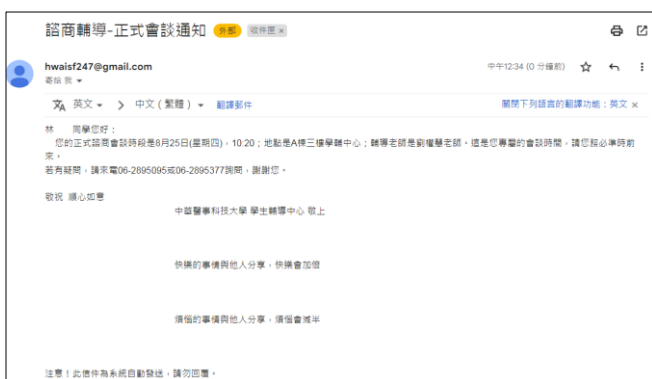 諮商輔導-正式會談通知 外部 收件匣 ×
hwaisf247@gmail.com
中午12:34 (0 分鐘前)
寄給 我
英文 中文 ( 繁體 ) 翻譯郵件
關閉下列語言的翻譯功能：英文 ×
林 同學您好：
您的正式諮商會談時段是8月25日(星期四)，10:20；地點是A棟三樓學輔中心；輔導老師是劉權慧老師。這是您專屬的會談時間，請您務必準時前
來。
若有疑問，請來電06-2895095或06-2895377詢問，謝謝您。
敬祝 順心如意
中華醫事科技大學 學生輔導中心 敬上
快樂的事情與他人分享，快樂會加倍
煩惱的事情與他人分享，煩惱會減半
注意！此信件為系統自動發送，請勿回覆。